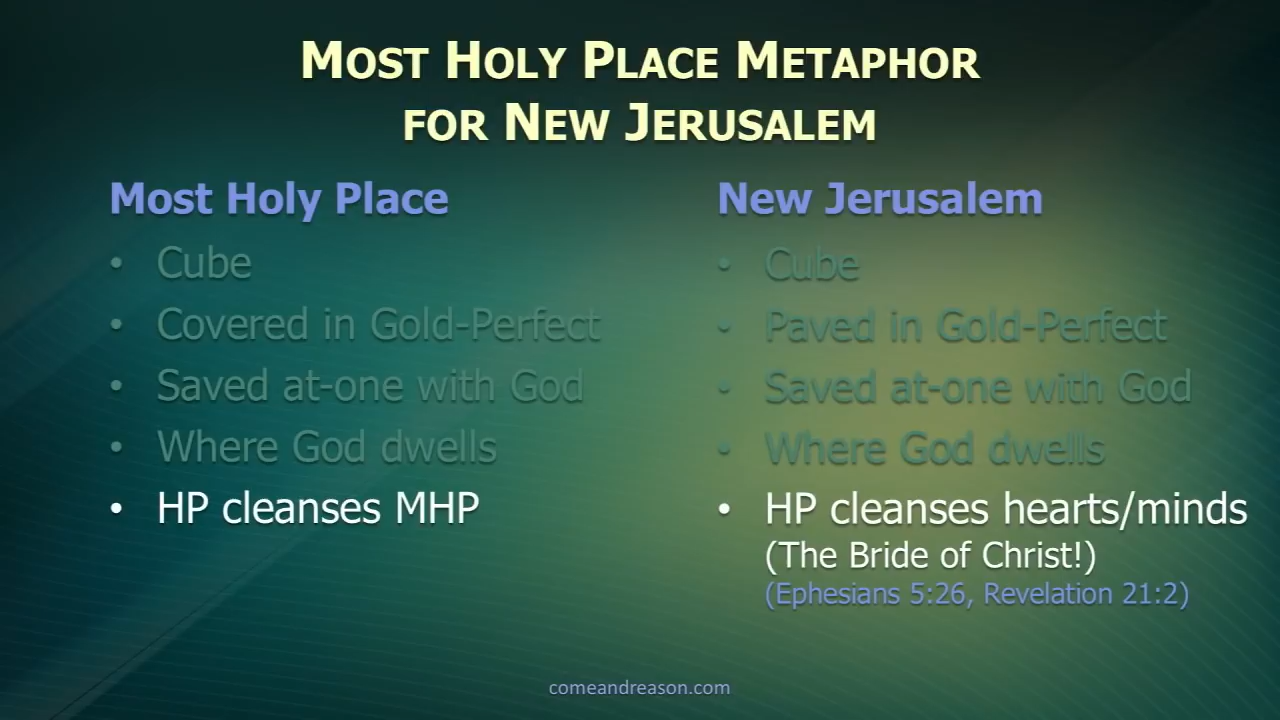 MOST HOLY PLACE METAPHOR
FOR NEW JERUSALEM
Most Holy Place
• Cube
• Covered in Gold-Perfect
• Saved at-one with God
• Where God dwells
• HP cleanses MHP
New Jerusalem
• Cube
• Paved in Gold-Perfect
• Saved at-one with God
• Where God dwells
• HP cleanses hearts/minds
(The Bride of Christ!)
(Ephesians 5:26, Revelation 21:2)
comeandreason.com